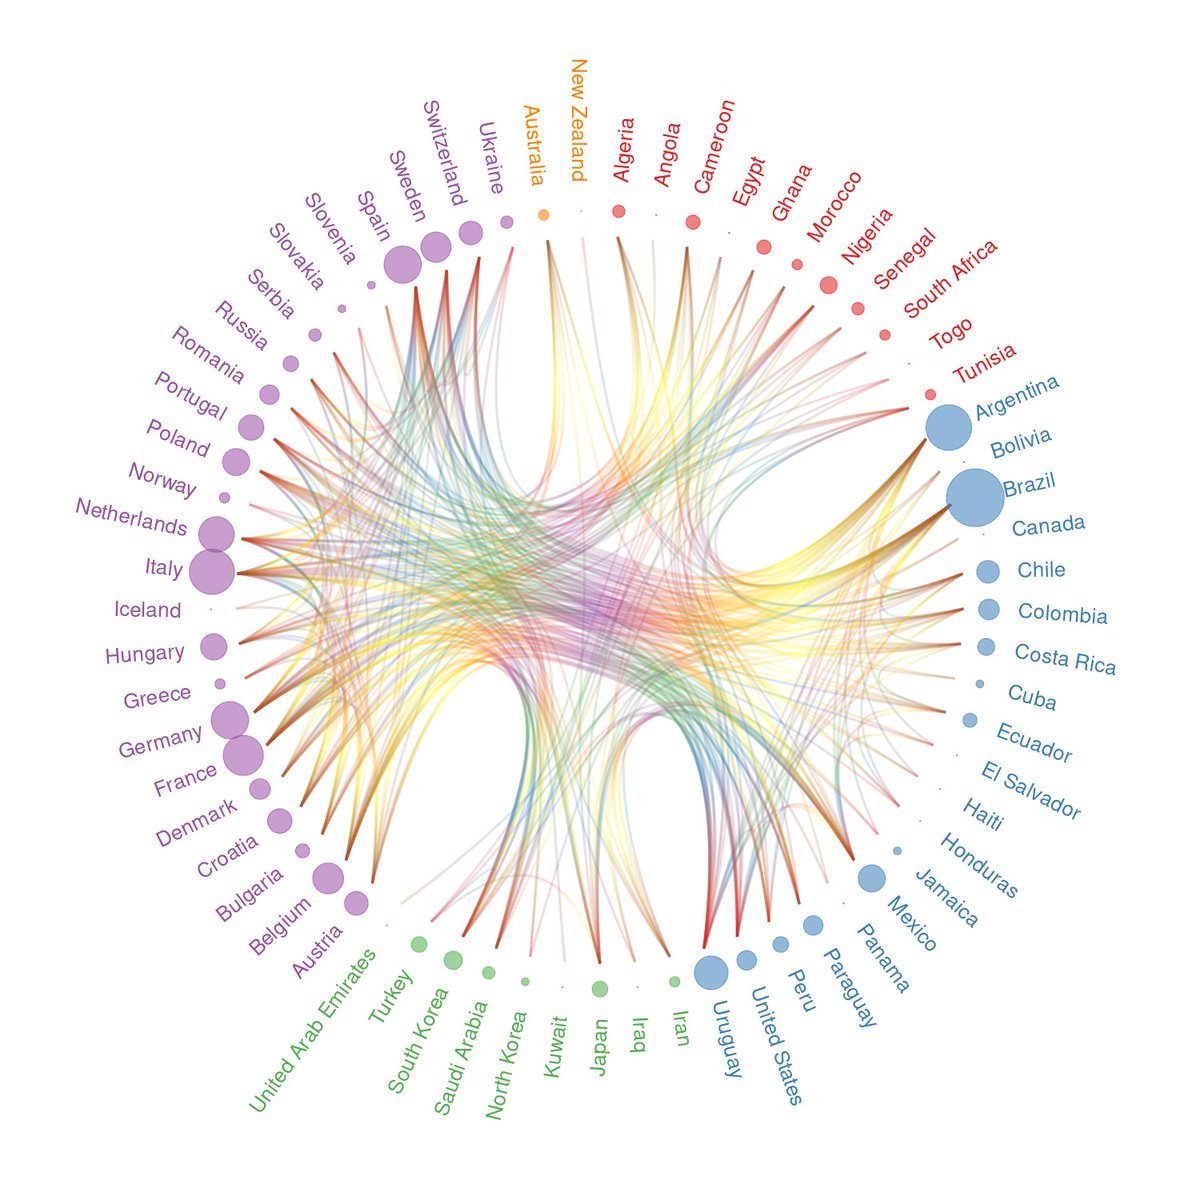 New Zealand
Algeria
Angola
Cameroon
Egypt
Ghana
Morocco
Nigeria
Senegal
South Africa
Togo
Tunisia
Argentina
Bolivia
Brazil
Canada
Chile
Colombia
Costa Rica
Cuba
Ecuador
El Salvador
Haiti
Honduras
Jamaica
Mexico
Panama
Paraguay
Peru
United States
Uruguay
Iran
Iraq
Japan
Kuwait
North Korea
Saudi Arabia
South Korea
Turkey
United Arab Emirates
Austria
Belgium
Bulgaria
Croatia
Denmark
France
Germany
Greece
Hungary
Iceland
Italy
Netherlands
Norway
Poland
Portugal
Romania
Russia
Serbia
Slovakia
Slovenia
Spain
Sweden
Switzerland
Ukraine
Australia